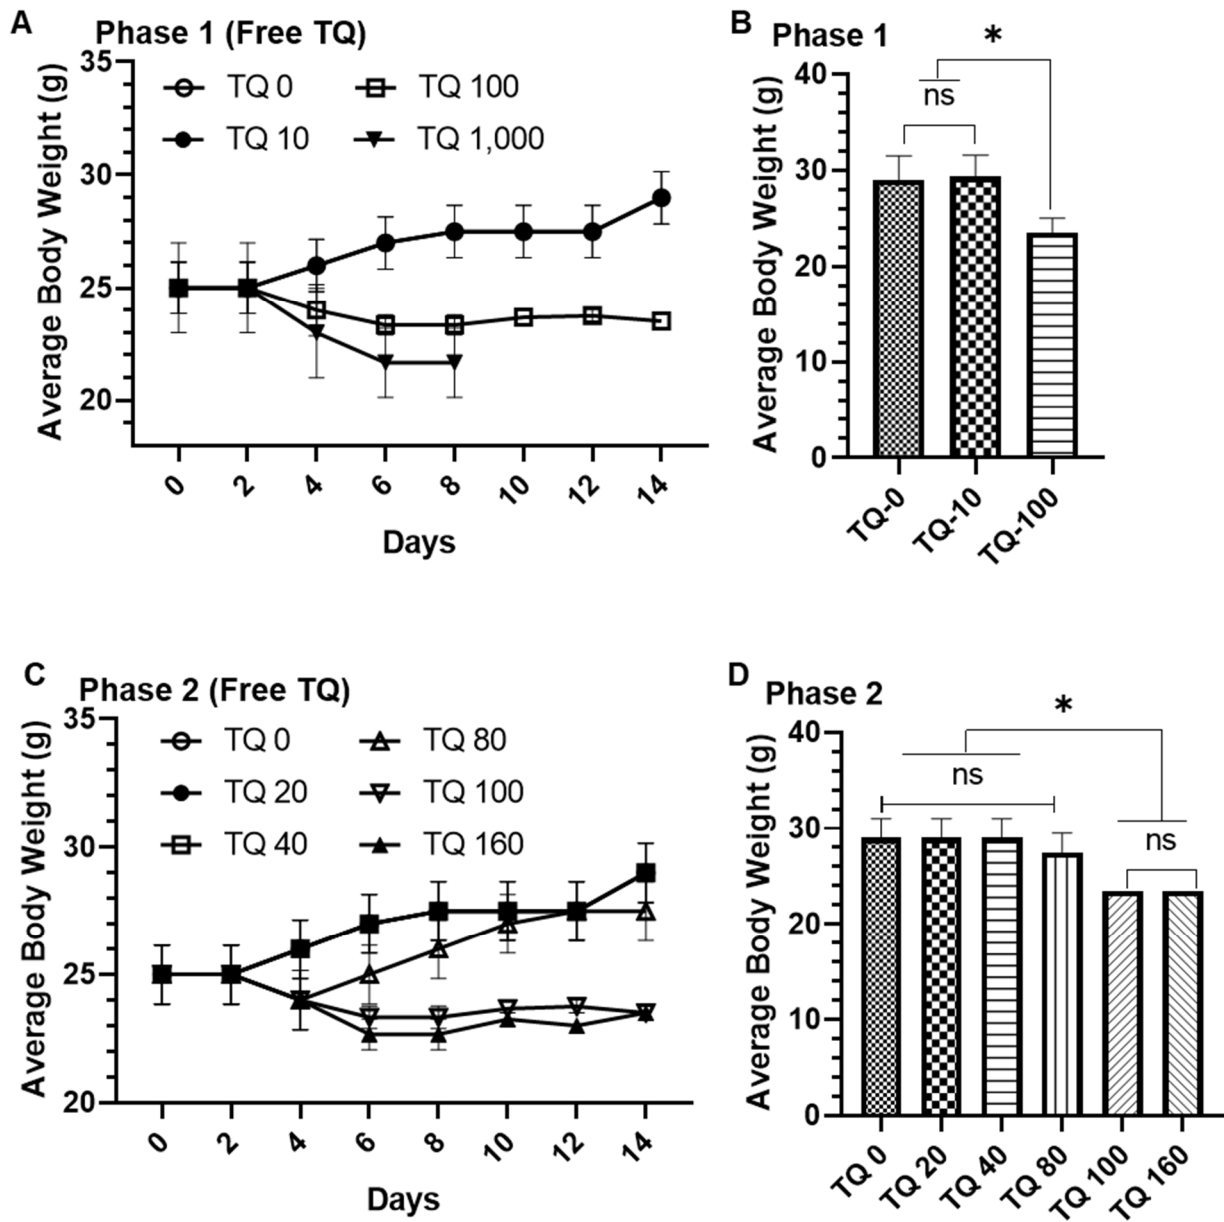 A
Phase 1 (Free TQ)
35
30
25
20
Average Body Weight (g)
TQ 0
TQ 100
TQ 10
TQ 1,000
0 2 4 6 8 10 12 14
Days
B
Phase 1
*
ns
40
30
20
10
0
Average Body Weight (g)
TQ-0 TQ-10 TQ-100
C
Phase 2 (Free TQ)
35
30
25
20
Average Body Weight (g)
TQ 0
TQ 80
TQ 20
TQ 100
TQ 40
TQ 160
0 2 4 6 8 10 12 14
Days
D
Phase 2
*
ns
ns
40
30
20
10
0
Average Body Weight (g)
TQ 0 TQ 20 TQ 40 TQ 80 TQ 100 TQ 160